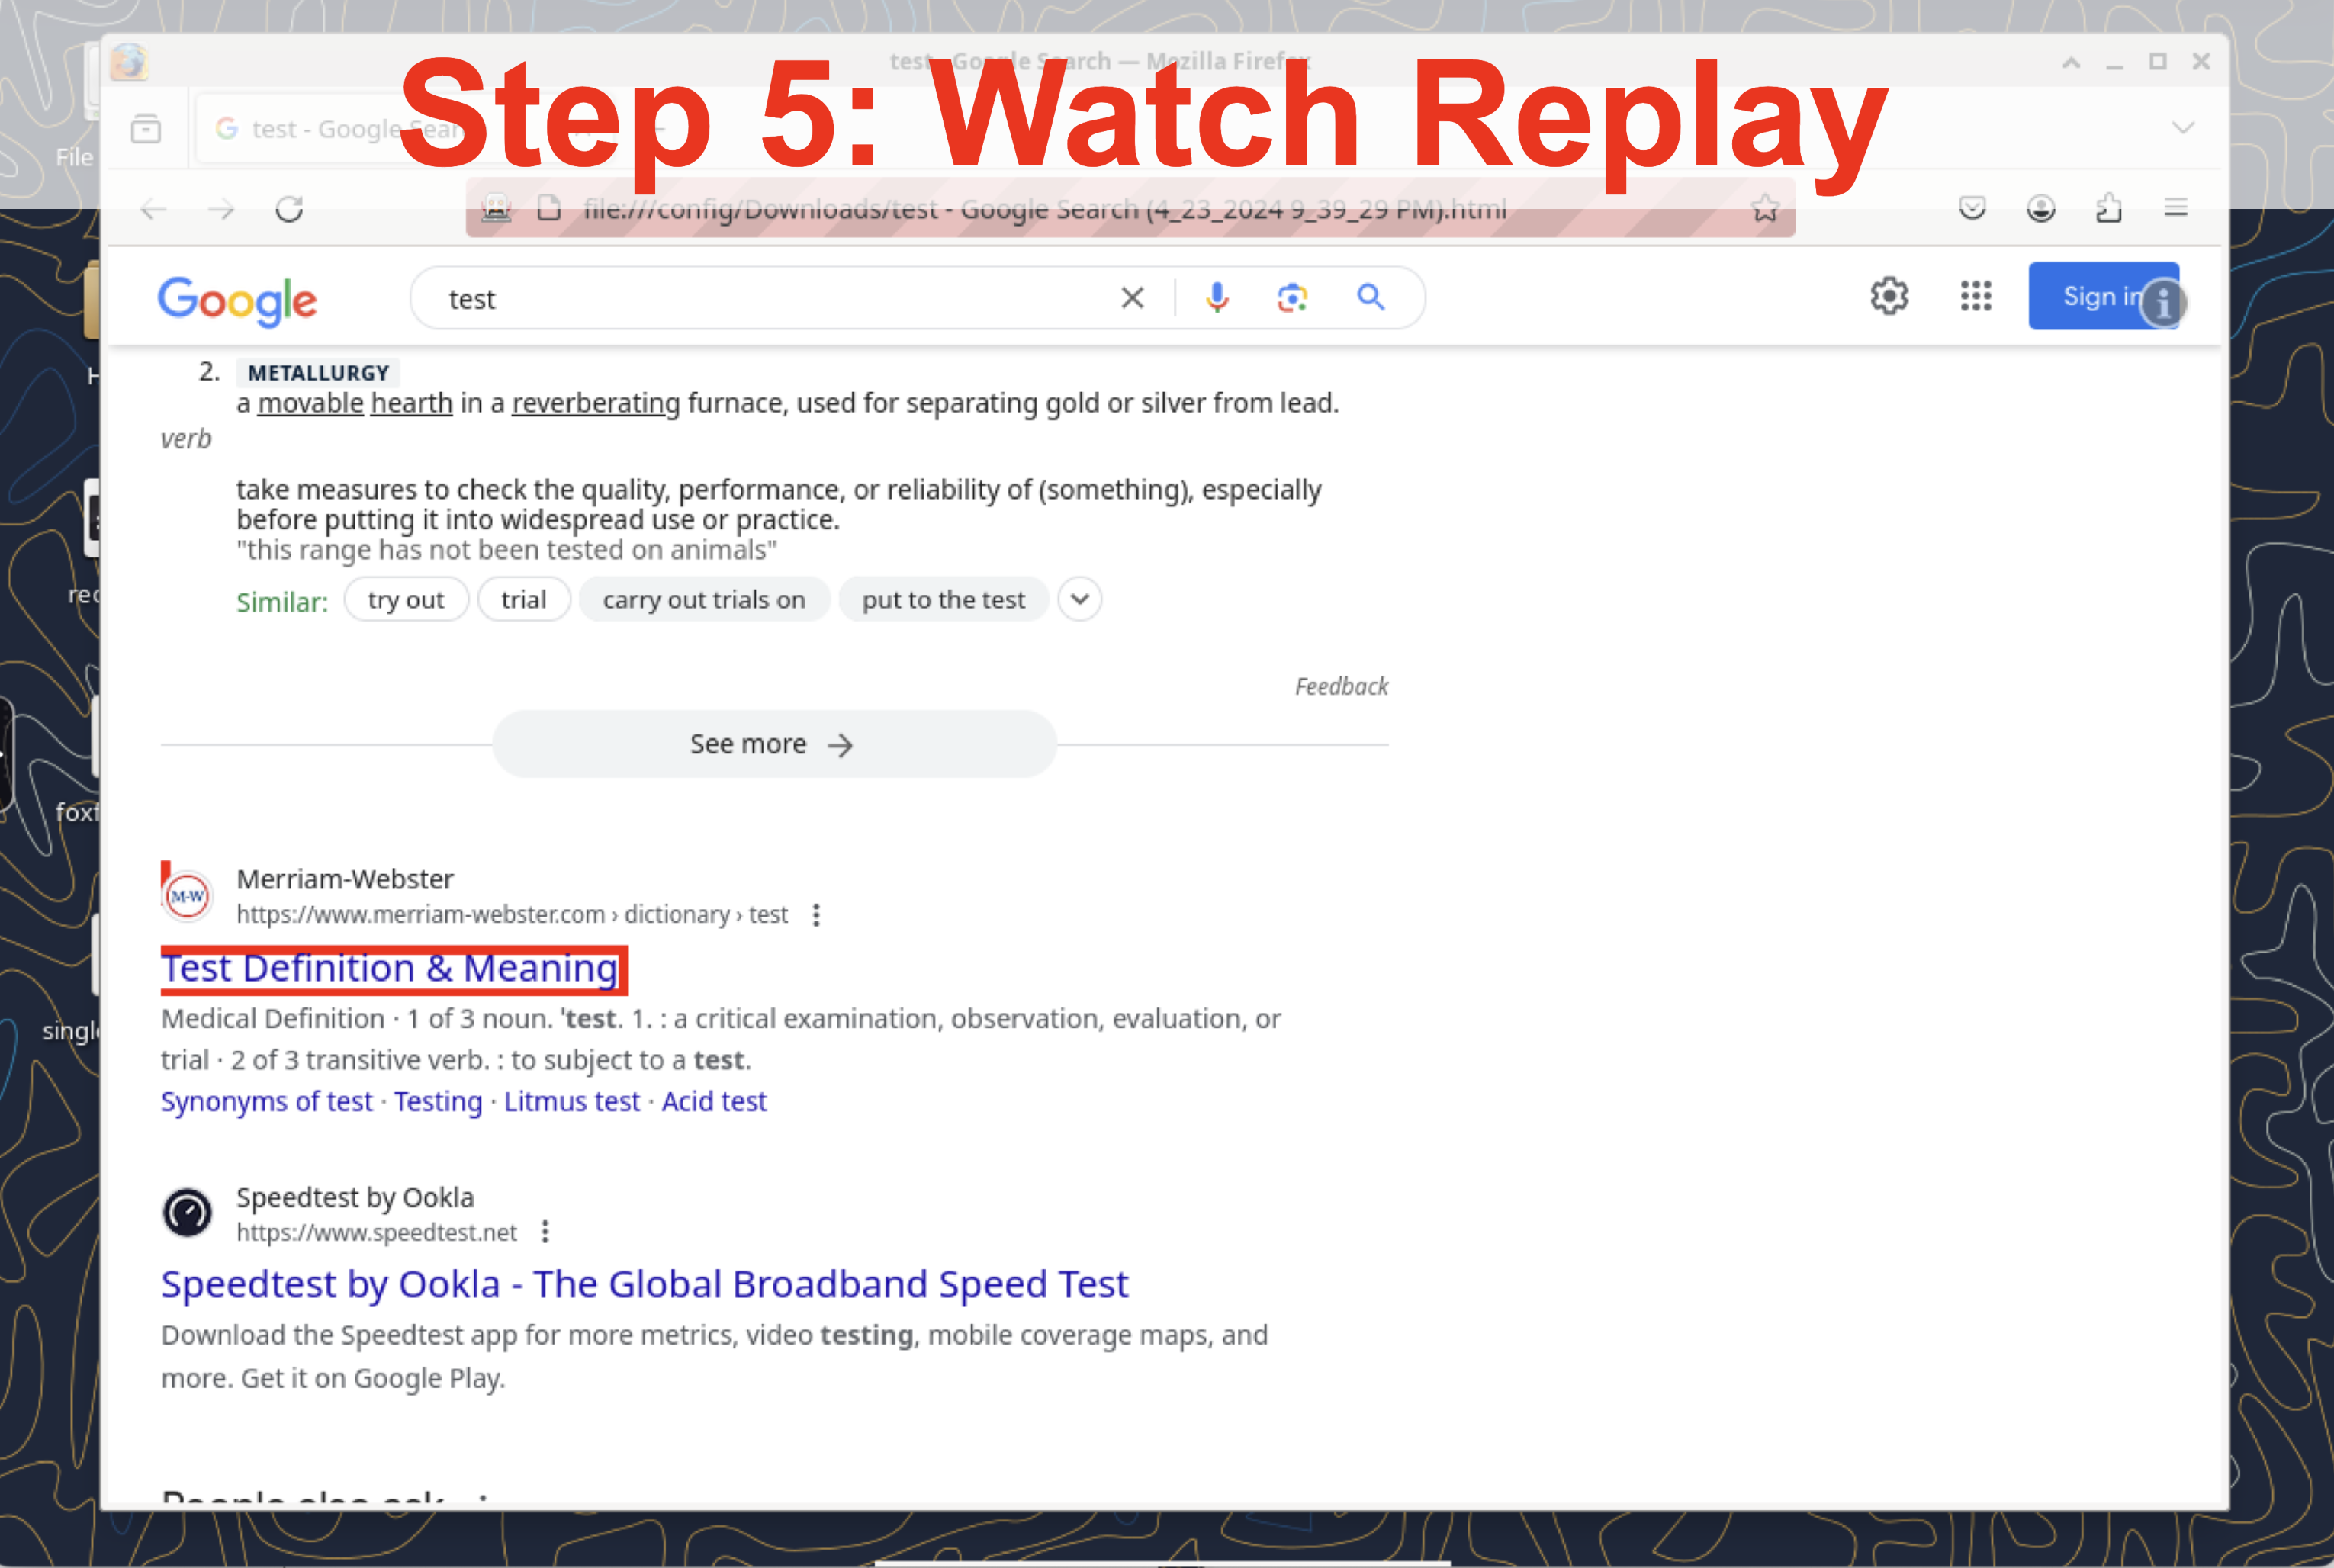 test - Google Search — Mozilla Firefox
Step 5: Watch Replay
test - Google Sear
File
file:///config/Downloads/test - Google Search (4_23_2024 9_39_29 PM).html
Google
test
Sign in
2. METALLURGY
a movable hearth in a reverberating furnace, used for separating gold or silver from lead.
verb
take measures to check the quality, performance, or reliability of (something), especially
before putting it into widespread use or practice.
"this range has not been tested on animals"
Similar: try out trial carry out trials on put to the test
Feedback
See more →
M-W
Merriam-Webster
https://www.merriam-webster.com › dictionary › test
Test Definition & Meaning
Medical Definition · 1 of 3 noun. ˈtest. 1. : a critical examination, observation, evaluation, or
trial · 2 of 3 transitive verb. : to subject to a test.
Synonyms of test · Testing · Litmus test · Acid test
Speedtest by Ookla
https://www.speedtest.net
Speedtest by Ookla - The Global Broadband Speed Test
Download the Speedtest app for more metrics, video testing, mobile coverage maps, and
more. Get it on Google Play.
People also ask